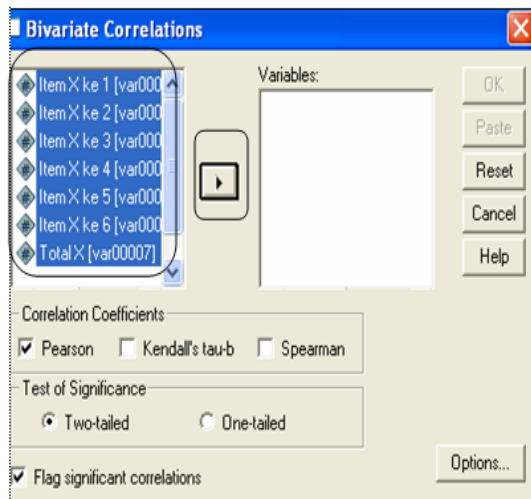 Bivariate Correlations
Item X ke 1 [var000
Item X ke 2 [var000
Item X ke 3 [var000
Item X ke 4 [var000
Item X ke 5 [var000
Item X ke 6 [var000
Total X [var00007]
Variables:
OK
Paste
Reset
Cancel
Help
Correlation Coefficients
Pearson Kendall's tau-b Spearman
Test of Significance
Two-tailed One-tailed
Flag significant correlations
Options...